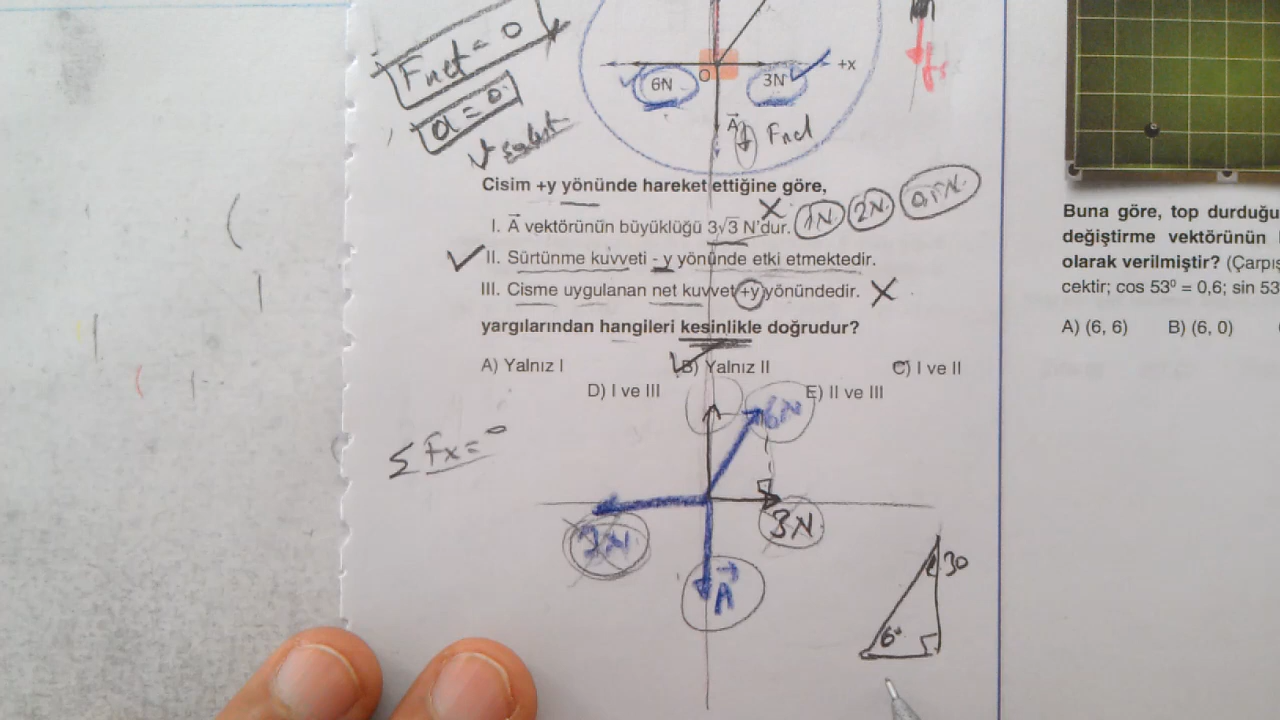 Fnet = 0
a = 0
6N
O
3N
+x
A
Fnet
Cisim +y yönünde hareket ettiğine göre,
I. A vektörünün büyüklüğü 3√3 N'dur.
1N
2N
II. Sürtünme kuvveti - y yönünde etki etmektedir.
III. Cisme uygulanan net kuvvet +y yönündedir.
yargılarından hangileri kesinlikle doğrudur?
A) Yalnız I
B) Yalnız II
C) I ve II
D) I ve III
E) II ve III
ΣFx = 0
6N
3N
3N
A
30
60
Buna göre, top durduğu
değiştirme vektörünün
olarak verilmiştir? (Çarpış
cektir; cos 53⁰ = 0,6; sin 53
A) (6, 6)
B) (6, 0)